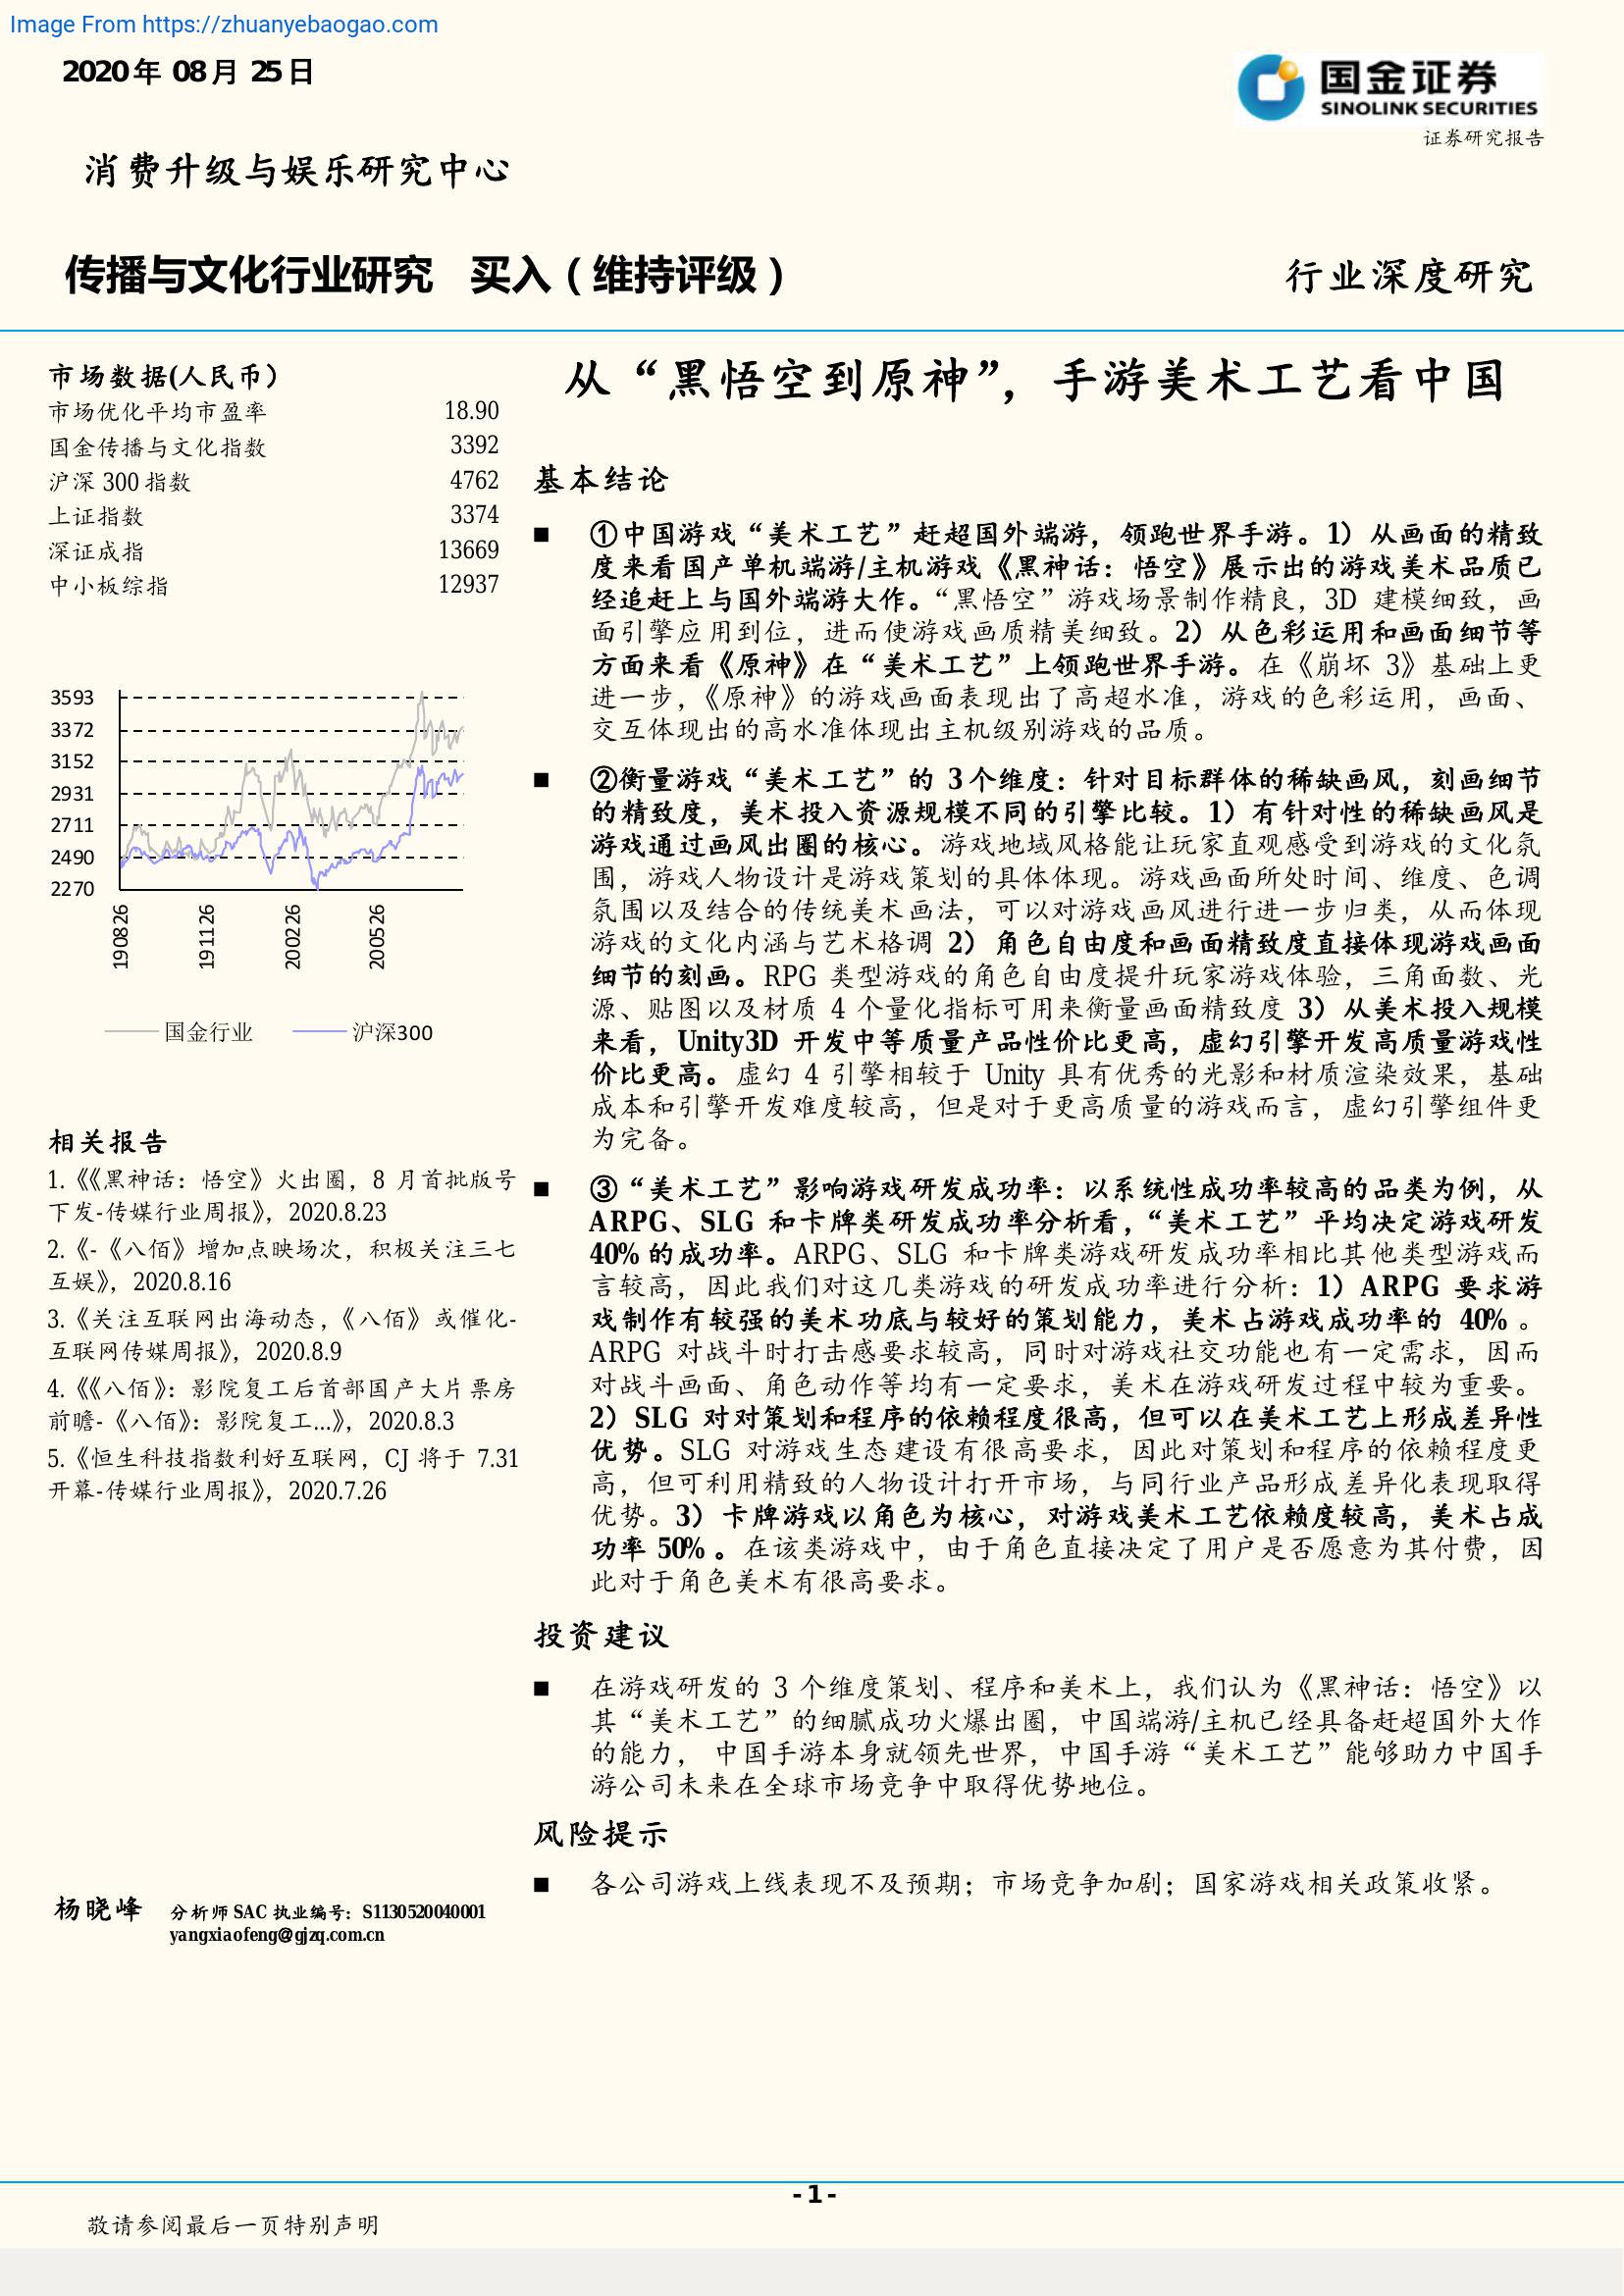 Image From https://zhuanyebaogao.com
2020年 08月 25日
国金证券
SINOLINK SECURITIES
证券研究报告
消费升级与娱乐研究中心
传播与文化行业研究 买入（维持评级）
行业深度研究
市场数据(人民币）
市场优化平均市盈率 18.90
国金传播与文化指数 3392
沪深 300 指数 4762
上证指数 3374
深证成指 13669
中小板综指 12937
3593
3372
3152
2931
2711
2490
2270
190826
191126
200226
200526
国金行业 沪深300
相关报告
1.《《黑神话：悟空》火出圈，8 月首批版号
下发-传媒行业周报》，2020.8.23
2.《-《八佰》增加点映场次，积极关注三七
互娱》，2020.8.16
3.《关注互联网出海动态，《八佰》或催化-
互联网传媒周报》，2020.8.9
4.《《八佰》：影院复工后首部国产大片票房
前瞻-《八佰》：影院复工...》，2020.8.3
5.《恒生科技指数利好互联网，CJ 将于 7.31
开幕-传媒行业周报》，2020.7.26
杨晓峰 分析师 SAC 执业编号：S1130520040001
yangxiaofeng@gjzq.com.cn
从“黑悟空到原神”，手游美术工艺看中国
基本结论
■ ①中国游戏“美术工艺”赶超国外端游，领跑世界手游。1）从画面的精致
度来看国产单机端游/主机游戏《黑神话：悟空》展示出的游戏美术品质已
经追赶上与国外端游大作。“黑悟空”游戏场景制作精良，3D 建模细致，画
面引擎应用到位，进而使游戏画质精美细致。2）从色彩运用和画面细节等
方面来看《原神》在“美术工艺”上领跑世界手游。在《崩坏 3》基础上更
进一步，《原神》的游戏画面表现出了高超水准，游戏的色彩运用，画面、
交互体现出的高水准体现出主机级别游戏的品质。
■ ②衡量游戏“美术工艺”的 3 个维度：针对目标群体的稀缺画风，刻画细节
的精致度，美术投入资源规模不同的引擎比较。1）有针对性的稀缺画风是
游戏通过画风出圈的核心。游戏地域风格能让玩家直观感受到游戏的文化氛
围，游戏人物设计是游戏策划的具体体现。游戏画面所处时间、维度、色调
氛围以及结合的传统美术画法，可以对游戏画风进行进一步归类，从而体现
游戏的文化内涵与艺术格调 2）角色自由度和画面精致度直接体现游戏画面
细节的刻画。RPG 类型游戏的角色自由度提升玩家游戏体验，三角面数、光
源、贴图以及材质 4 个量化指标可用来衡量画面精致度 3）从美术投入规模
来看，Unity3D 开发中等质量产品性价比更高，虚幻引擎开发高质量游戏性
价比更高。虚幻 4 引擎相较于 Unity 具有优秀的光影和材质渲染效果，基础
成本和引擎开发难度较高，但是对于更高质量的游戏而言，虚幻引擎组件更
为完备。
■ ③“美术工艺”影响游戏研发成功率：以系统性成功率较高的品类为例，从
ARPG、SLG 和卡牌类研发成功率分析看，“美术工艺”平均决定游戏研发
40%的成功率。ARPG、SLG 和卡牌类游戏研发成功率相比其他类型游戏而
言较高，因此我们对这几类游戏的研发成功率进行分析：1）ARPG 要求游
戏制作有较强的美术功底与较好的策划能力，美术占游戏成功率的 40%。
ARPG 对战斗时打击感要求较高，同时对游戏社交功能也有一定需求，因而
对战斗画面、角色动作等均有一定要求，美术在游戏研发过程中较为重要。
2）SLG 对对策划和程序的依赖程度很高，但可以在美术工艺上形成差异性
优势。SLG 对游戏生态建设有很高要求，因此对策划和程序的依赖程度更
高，但可利用精致的人物设计打开市场，与同行业产品形成差异化表现取得
优势。3）卡牌游戏以角色为核心，对游戏美术工艺依赖度较高，美术占成
功率 50%。在该类游戏中，由于角色直接决定了用户是否愿意为其付费，因
此对于角色美术有很高要求。
投资建议
■ 在游戏研发的 3 个维度策划、程序和美术上，我们认为《黑神话：悟空》以
其“美术工艺”的细腻成功火爆出圈，中国端游/主机已经具备赶超国外大作
的能力， 中国手游本身就领先世界，中国手游“美术工艺”能够助力中国手
游公司未来在全球市场竞争中取得优势地位。
风险提示
■ 各公司游戏上线表现不及预期；市场竞争加剧；国家游戏相关政策收紧。
- 1 -
敬请参阅最后一页特别声明